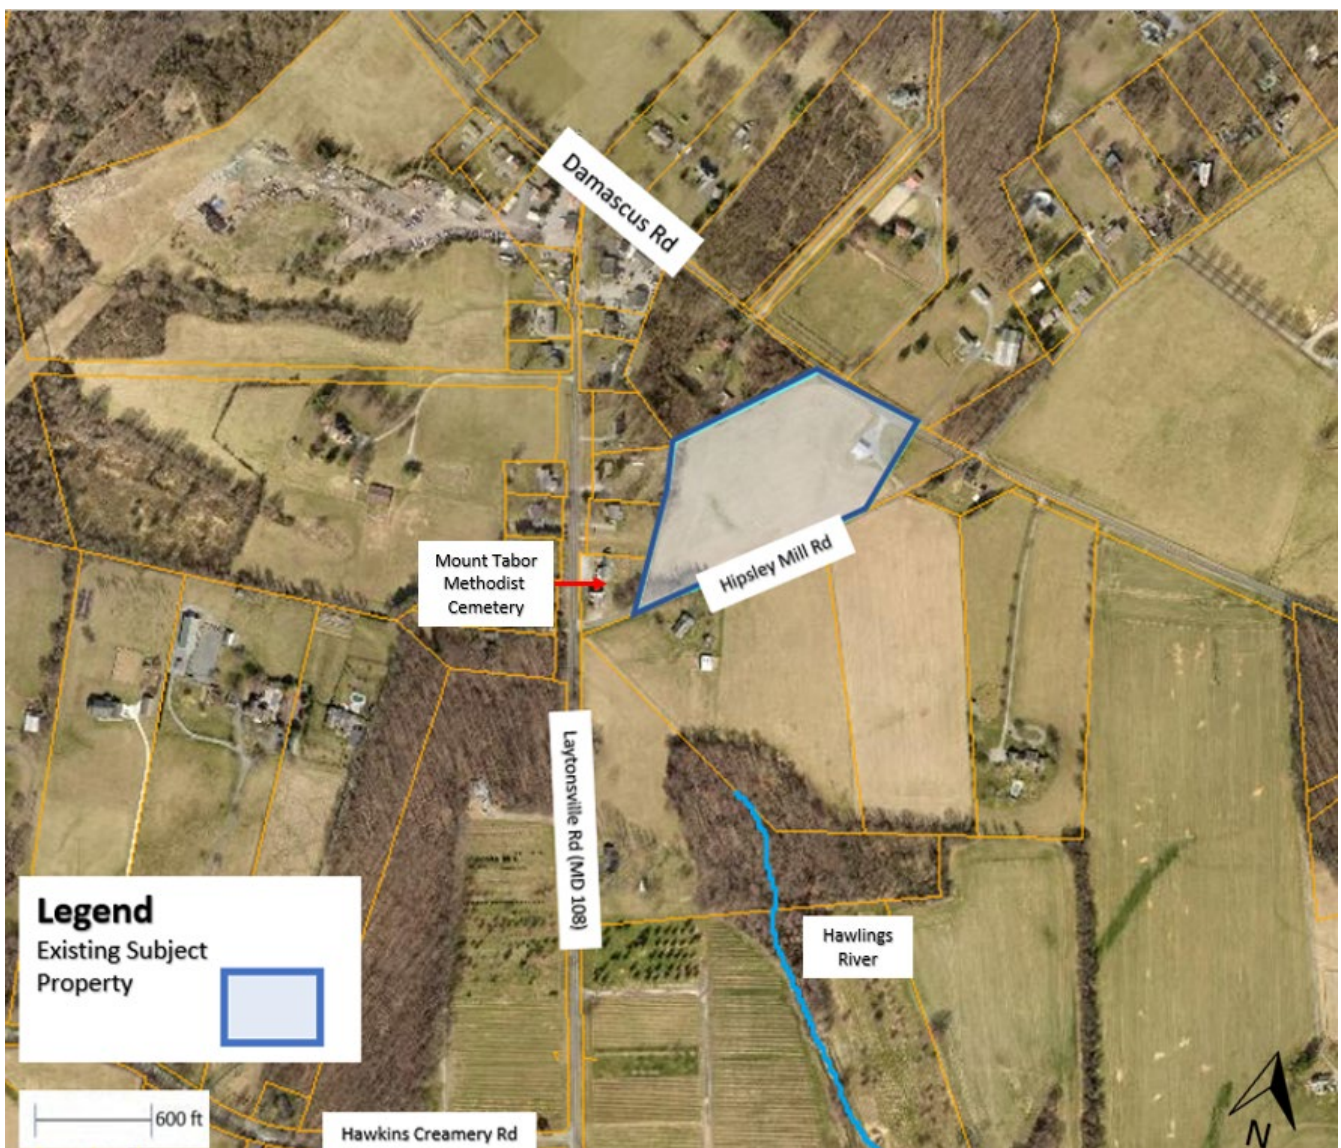 Damascus Rd
Mount Tabor
Methodist
Cemetery
Hipsley Mill Rd
Laytonsville Rd (MD 108)
Hawlings
River
Legend
Existing Subject
Property
600 ft
Hawkins Creamery Rd
N